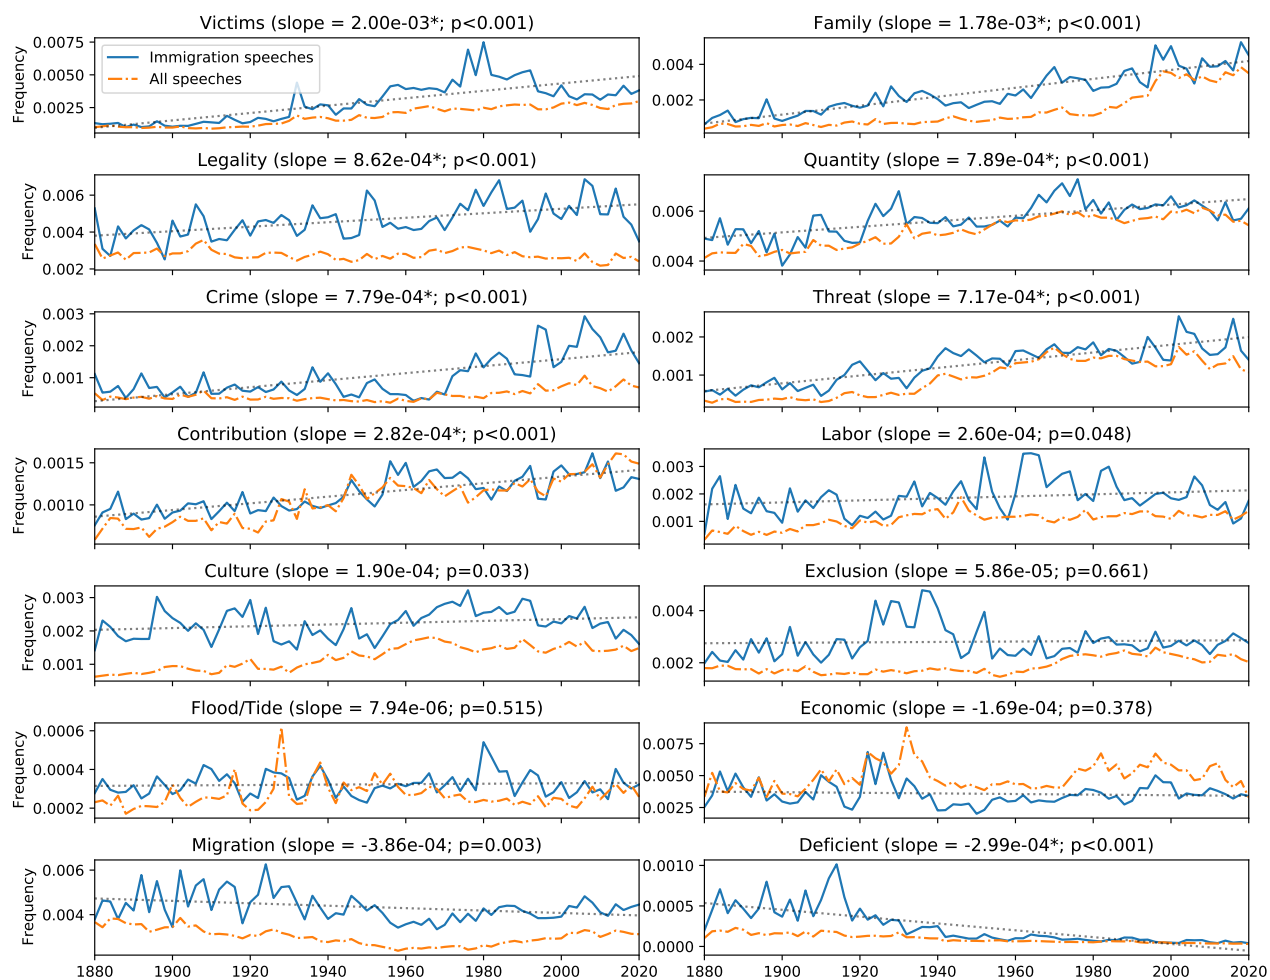 Victims (slope = 2.00e-03*; p<0.001)
Family (slope = 1.78e-03*; p<0.001)
Frequency
0.0075
0.0050
0.0025
Immigration speeches
All speeches
0.004
0.002
Legality (slope = 8.62e-04*; p<0.001)
Quantity (slope = 7.89e-04*; p<0.001)
Frequency
0.006
0.004
0.002
0.006
0.004
Crime (slope = 7.79e-04*; p<0.001)
Threat (slope = 7.17e-04*; p<0.001)
Frequency
0.003
0.002
0.001
0.002
0.001
Contribution (slope = 2.82e-04*; p<0.001)
Labor (slope = 2.60e-04; p=0.048)
Frequency
0.0015
0.0010
0.003
0.002
0.001
Culture (slope = 1.90e-04; p=0.033)
Exclusion (slope = 5.86e-05; p=0.661)
Frequency
0.003
0.002
0.001
0.004
0.002
Flood/Tide (slope = 7.94e-06; p=0.515)
Economic (slope = -1.69e-04; p=0.378)
Frequency
0.0006
0.0004
0.0002
0.0075
0.0050
0.0025
Migration (slope = -3.86e-04; p=0.003)
Deficient (slope = -2.99e-04*; p<0.001)
Frequency
0.006
0.004
0.0010
0.0005
0.0000
1880 1900 1920 1940 1960 1980 2000 2020
1880 1900 1920 1940 1960 1980 2000 2020